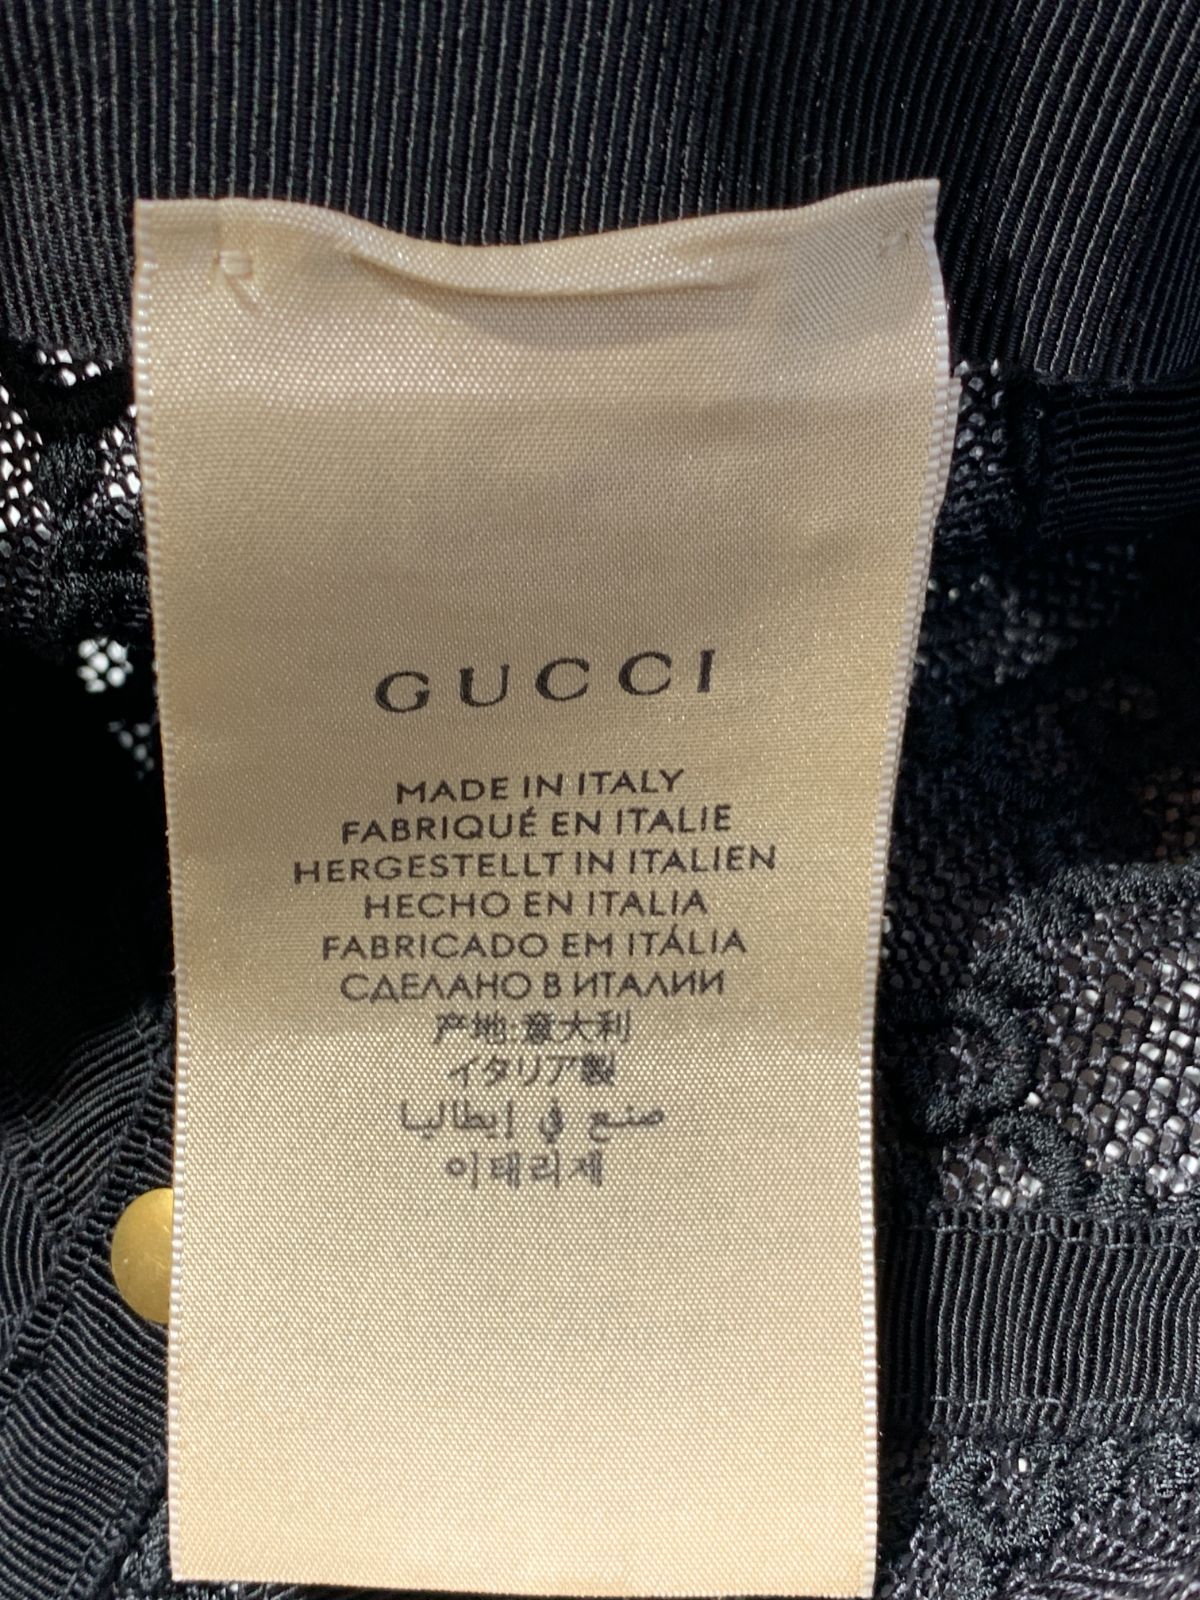 GUCCI
MADE IN ITALY
FABRIQUÉ EN ITALIE
HERGESTELLT IN ITALIEN
HECHO EN ITALIA
FABRICADO EM ITÁLIA
СДЕЛАНО В ИТАЛИИ
产地:意大利
イタリア製
صنع في إيطاليا
이태리제